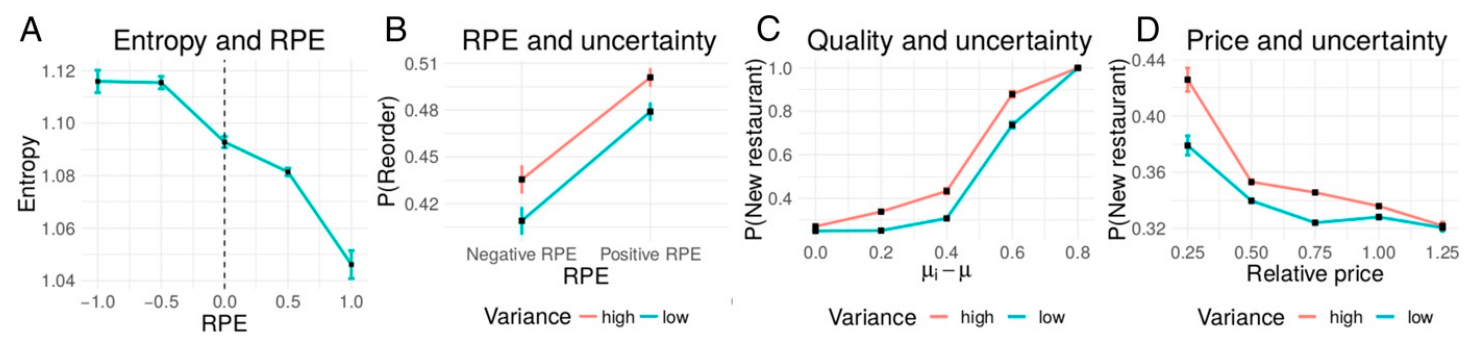 A
Entropy and RPE
Entropy
1.12
1.10
1.08
1.06
1.04
−1.0 −0.5 0.0 0.5 1.0
RPE
B
RPE and uncertainty
P(Reorder)
0.51
0.48
0.45
0.42
Negative RPE Positive RPE
RPE
Variance high low
C
Quality and uncertainty
P(New restaurant)
1.0
0.8
0.6
0.4
0.0 0.2 0.4 0.6 0.8
μi − μ
Variance high low
D
Price and uncertainty
P(New restaurant)
0.44
0.40
0.36
0.32
0.25 0.50 0.75 1.00 1.25
Relative price
Variance high low